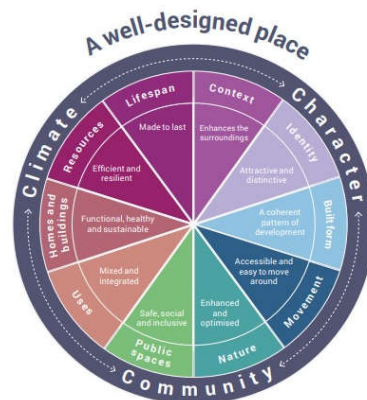 A well-designed place
Climate
Character
Community
Context
Enhances the
surroundings
Identity
Attractive and
distinctive
Built form
A coherent
pattern of
development
Movement
Accessible and
easy to move
around
Nature
Enhanced
and
optimised
Public
spaces
Safe, social
and inclusive
Uses
Mixed and
integrated
Homes and
buildings
Functional, healthy
and sustainable
Resources
Efficient and
resilient
Lifespan
Made to last